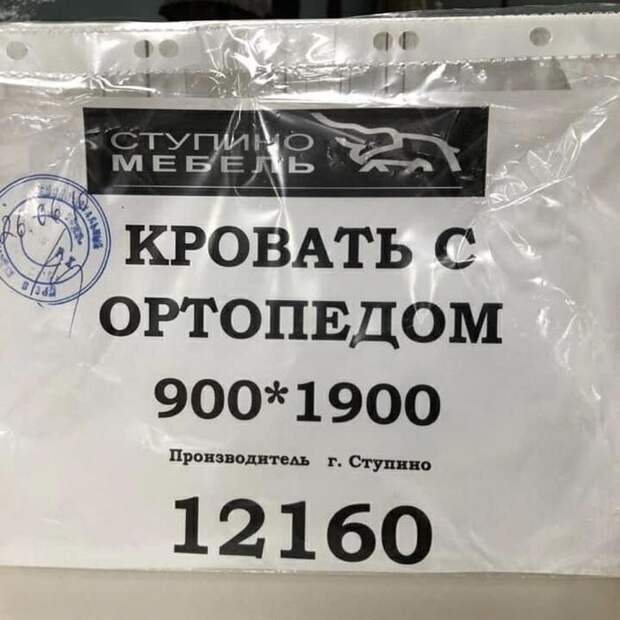 СТУПИНО
МЕБЕЛЬ
КРОВАТЬ С
ОРТОПЕДОМ
900*1900
Производитель г. Ступино
12160